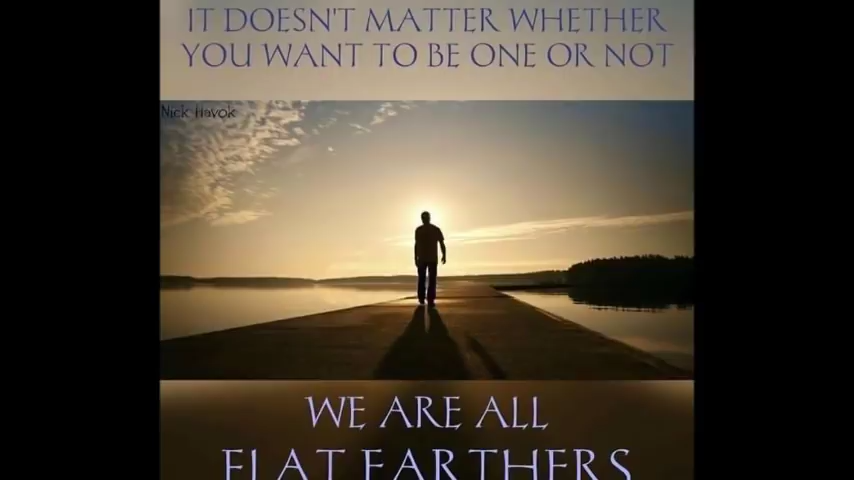 IT DOESN'T MATTER WHETHER
YOU WANT TO BE ONE OR NOT
Nick Havok
WE ARE ALL
FLAT EARTHERS